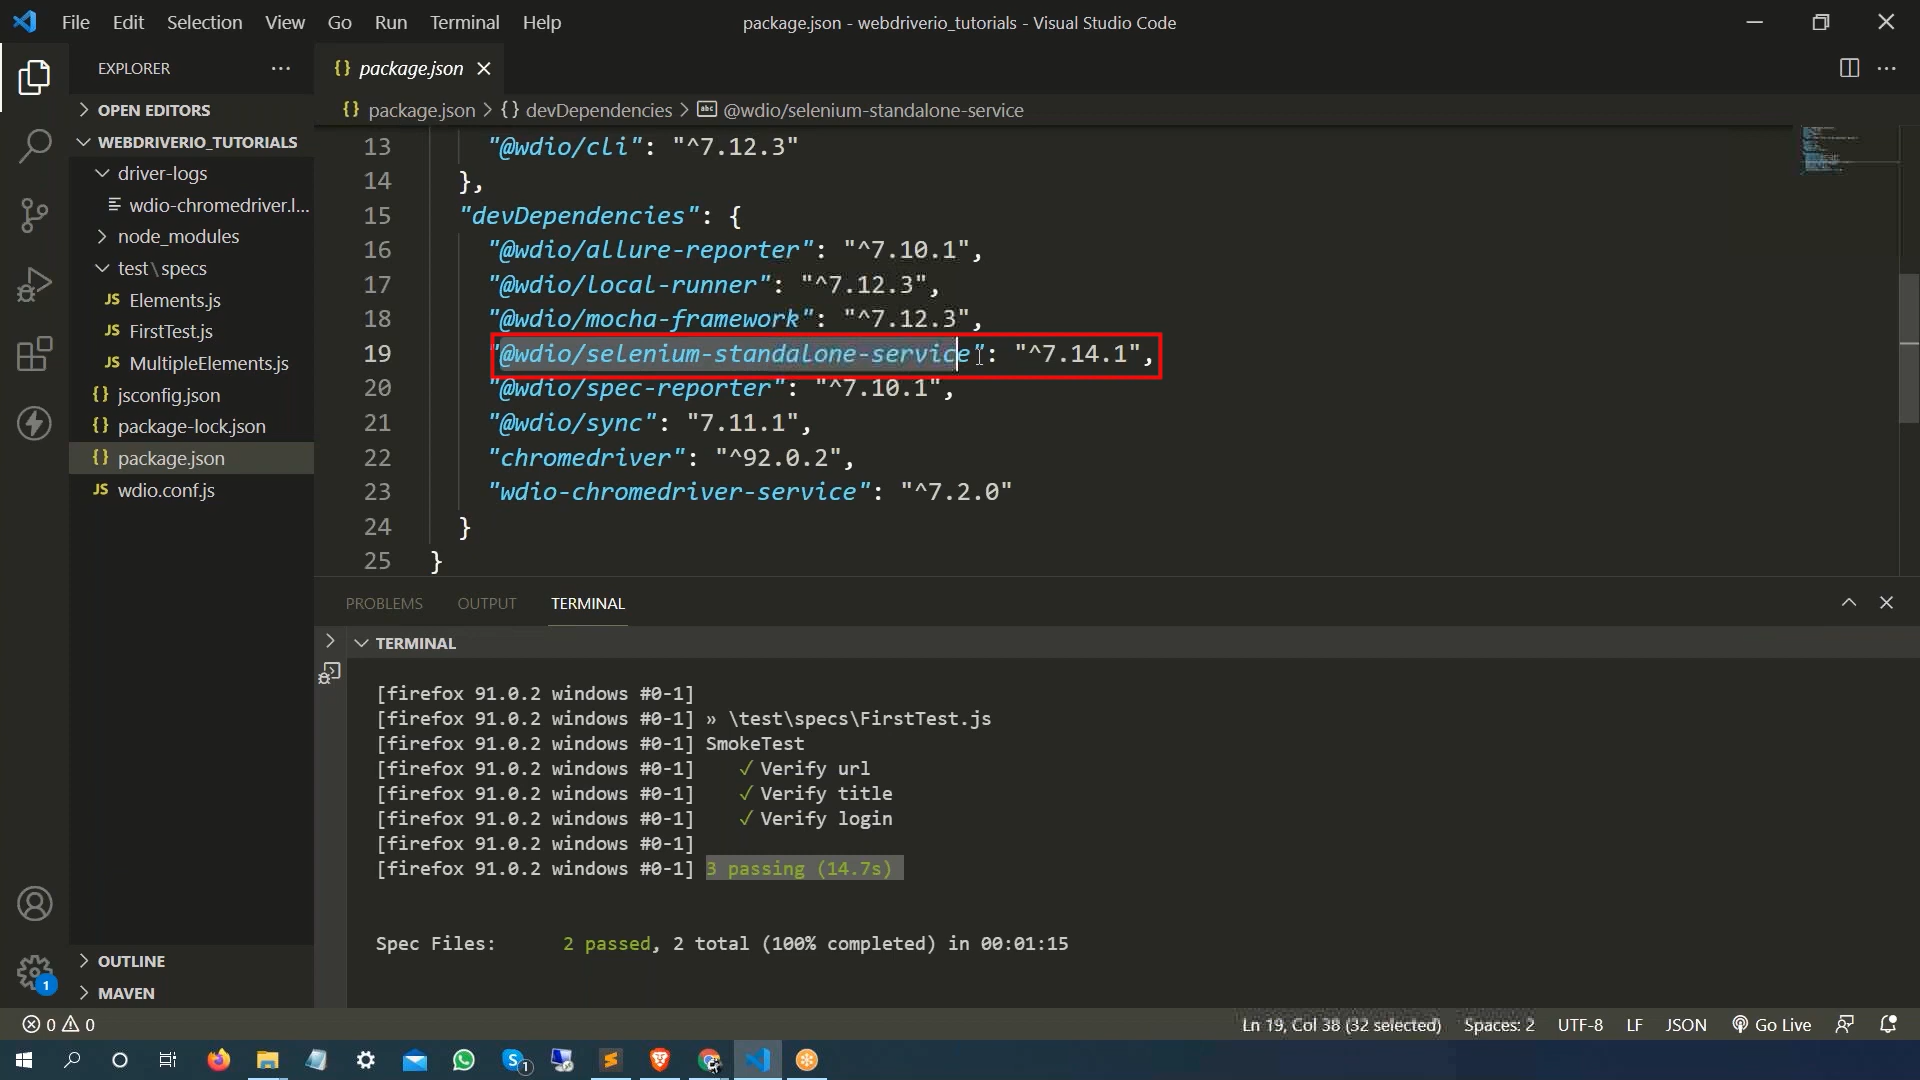 File Edit Selection View Go Run Terminal Help
package.json - webdriverio_tutorials - Visual Studio Code
EXPLORER
OPEN EDITORS
WEBDRIVERIO_TUTORIALS
driver-logs
wdio-chromedriver.l...
node_modules
test\specs
JS Elements.js
JS FirstTest.js
JS MultipleElements.js
{} jsconfig.json
{} package-lock.json
{} package.json
JS wdio.conf.js
OUTLINE
MAVEN
{} package.json
{} package.json > {} devDependencies > abc @wdio/selenium-standalone-service
13 "@wdio/cli": "^7.12.3"
14 },
15 "devDependencies": {
16 "@wdio/allure-reporter": "^7.10.1",
17 "@wdio/local-runner": "^7.12.3",
18 "@wdio/mocha-framework": "^7.12.3",
19 "@wdio/selenium-standalone-service": "^7.14.1",
20 "@wdio/spec-reporter": "^7.10.1",
21 "@wdio/sync": "7.11.1",
22 "chromedriver": "^92.0.2",
23 "wdio-chromedriver-service": "^7.2.0"
24 }
25 }
PROBLEMS OUTPUT TERMINAL
TERMINAL
[firefox 91.0.2 windows #0-1]
[firefox 91.0.2 windows #0-1] » \test\specs\FirstTest.js
[firefox 91.0.2 windows #0-1] SmokeTest
[firefox 91.0.2 windows #0-1] ✓ Verify url
[firefox 91.0.2 windows #0-1] ✓ Verify title
[firefox 91.0.2 windows #0-1] ✓ Verify login
[firefox 91.0.2 windows #0-1]
[firefox 91.0.2 windows #0-1] 3 passing (14.7s)
Spec Files: 2 passed, 2 total (100% completed) in 00:01:15
1
0 0
Ln 19, Col 38 (32 selected) Spaces: 2 UTF-8 LF JSON Go Live
1